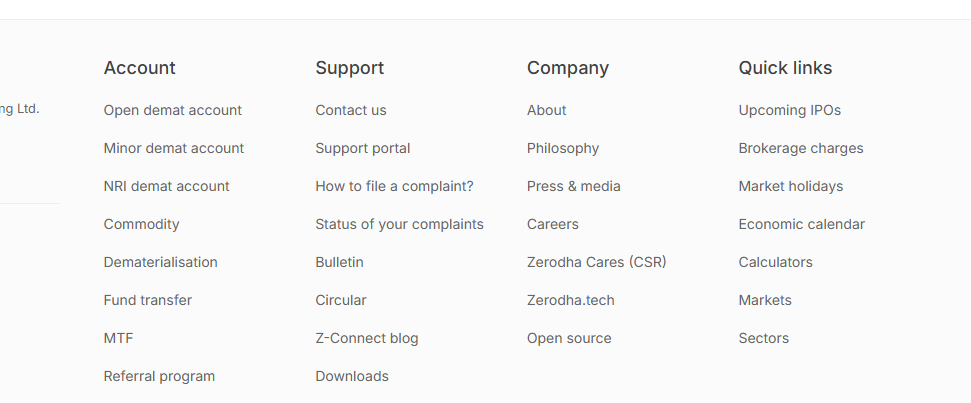 ng Ltd.
Account
Open demat account
Minor demat account
NRI demat account
Commodity
Dematerialisation
Fund transfer
MTF
Referral program
Support
Contact us
Support portal
How to file a complaint?
Status of your complaints
Bulletin
Circular
Z-Connect blog
Downloads
Company
About
Philosophy
Press & media
Careers
Zerodha Cares (CSR)
Zerodha.tech
Open source
Quick links
Upcoming IPOs
Brokerage charges
Market holidays
Economic calendar
Calculators
Markets
Sectors